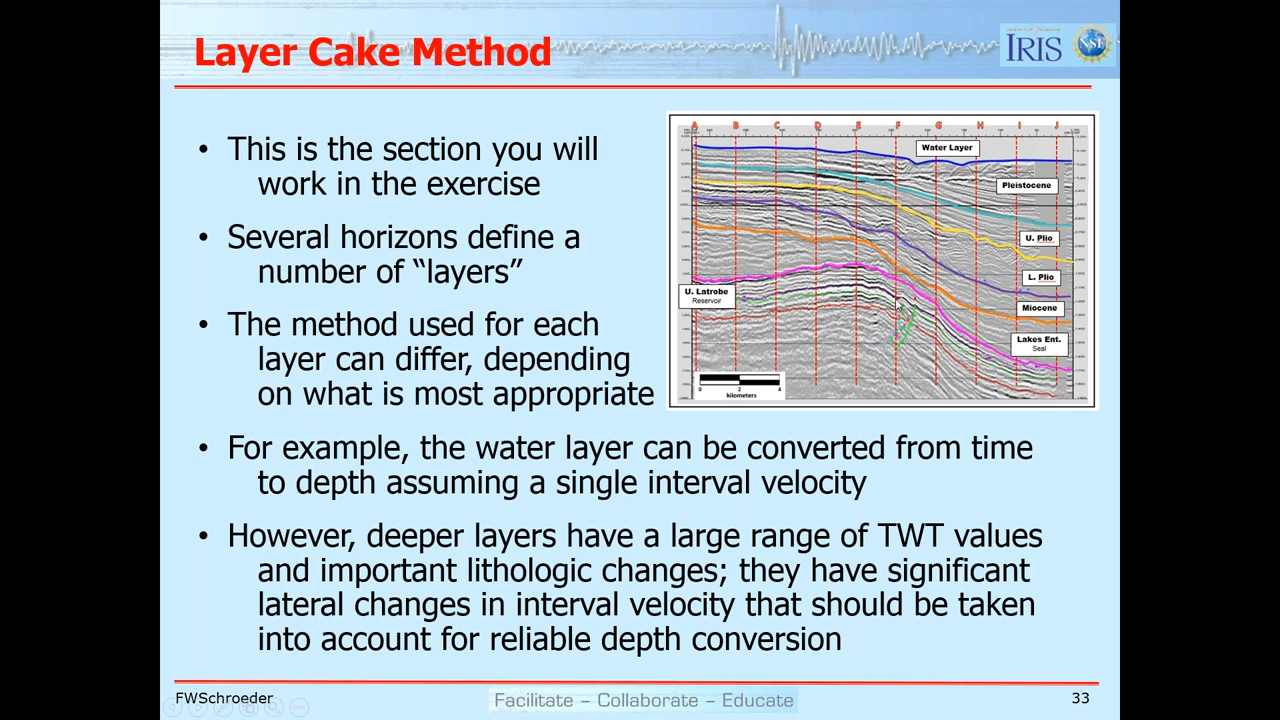 Layer Cake Method
IRIS
NSF
• This is the section you will
work in the exercise
• Several horizons define a
number of “layers”
• The method used for each
layer can differ, depending
on what is most appropriate
• For example, the water layer can be converted from time
to depth assuming a single interval velocity
• However, deeper layers have a large range of TWT values
and important lithologic changes; they have significant
lateral changes in interval velocity that should be taken
into account for reliable depth conversion
A B C D E F G H I J
Water Layer
Pleistocene
U. Plio
L. Plio
U. Latrobe
Reservoir
Miocene
Lakes Ent.
Seal
0 2 4
kilometers
FWSchroeder
Facilitate – Collaborate – Educate
33